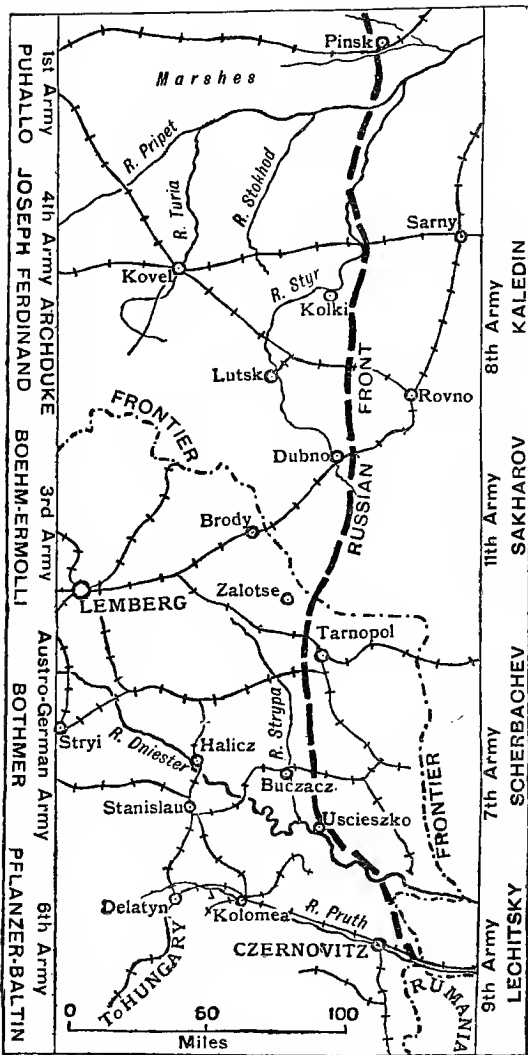 1st Army
PUHALLO
4th Army ARCHDUKE
JOSEPH FERDINAND
3rd Army
BOEHM-ERMOLLI
Austro-German Army
BOTHMER
6th Army
PFLANZER-BALTIN
Pinsk
Marshes
R. Pripet
R. Turia
R. Stokhod
Sarny
Kovel
R. Styr
Kolki
Lutsk
Rovno
FRONTIER
Dubno
RUSSIAN FRONT
Brody
Zalotse
LEMBERG
Tarnopol
R. Strypa
Stryi
R. Dniester
Halicz
Buczacz
Stanislau
Uscieszko
FRONTIER
Delatyn
Kolomea
R. Pruth
CZERNOVITZ
To HUNGARY
RUMANIA
0 50 100
Miles
8th Army
KALEDIN
11th Army
SAKHAROV
7th Army
SCHERBACHEV
9th Army
LECHITSKY